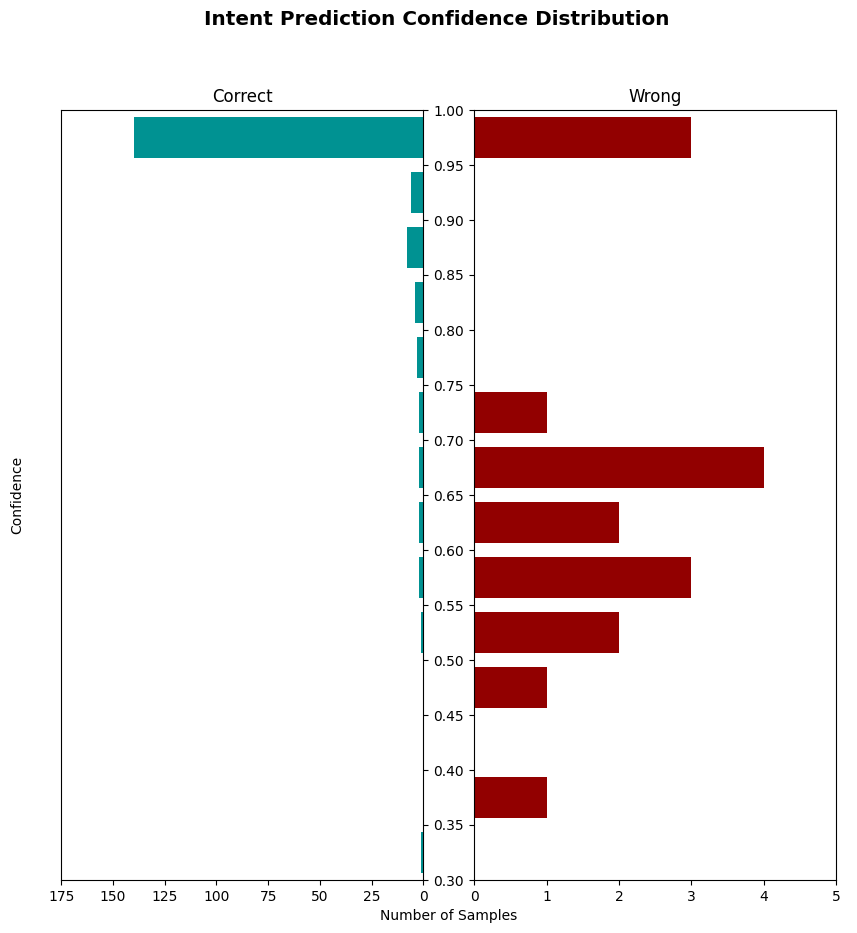 Intent Prediction Confidence Distribution
Correct
Wrong
1.00
0.95
0.90
0.85
0.80
0.75
0.70
0.65
0.60
0.55
0.50
0.45
0.40
0.35
0.30
Confidence
175 150 125 100 75 50 25 0
0 1 2 3 4 5
Number of Samples